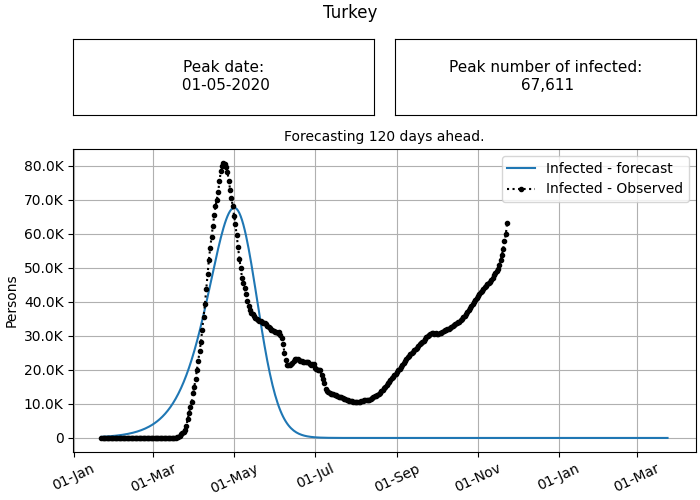 Turkey
Peak date:
01-05-2020
Peak number of infected:
67,611
Forecasting 120 days ahead.
Infected - forecast
Infected - Observed
Persons
80.0K
70.0K
60.0K
50.0K
40.0K
30.0K
20.0K
10.0K
0
01-Jan
01-Mar
01-May
01-Jul
01-Sep
01-Nov
01-Jan
01-Mar